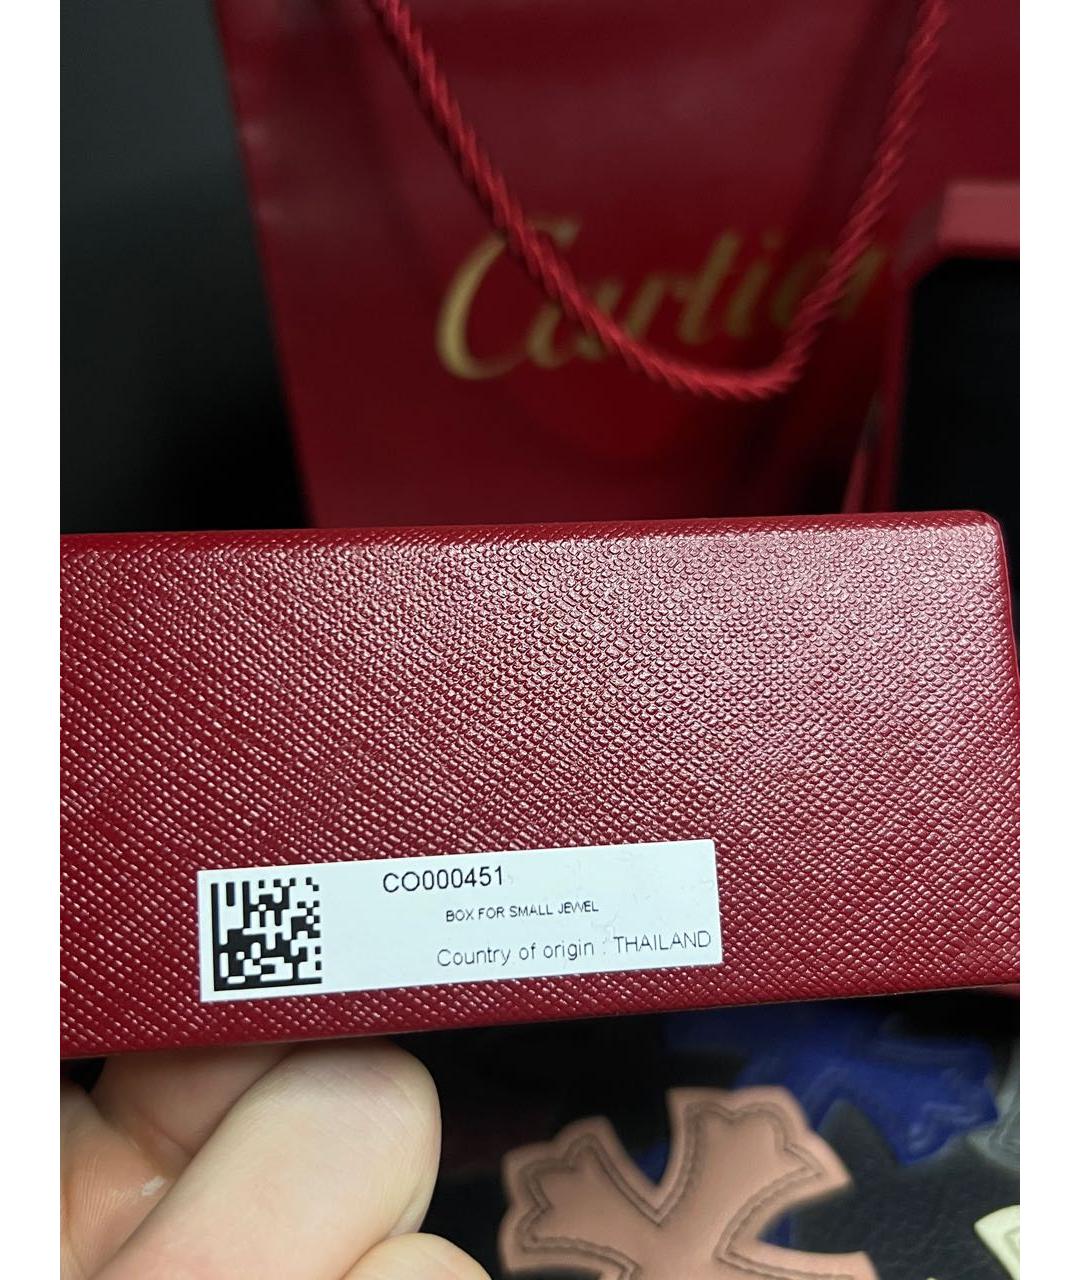 Cartier
CO000451
BOX FOR SMALL JEWEL
Country of origin : THAILAND